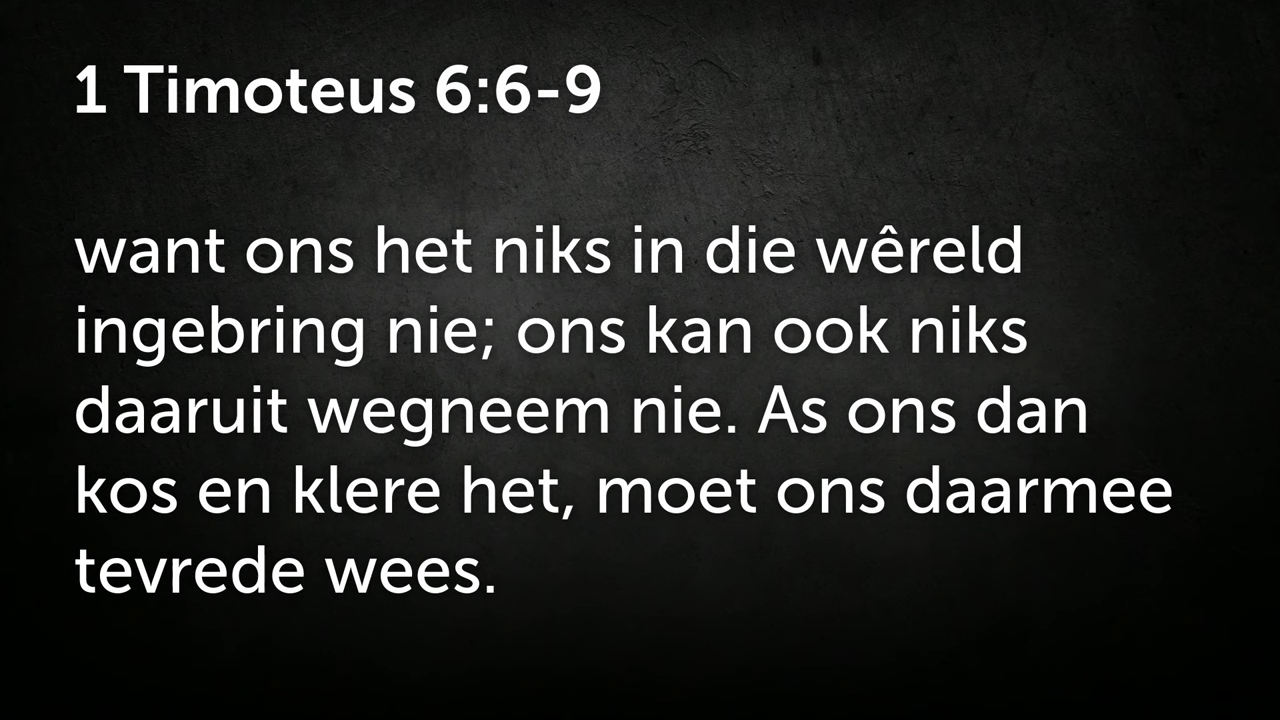 1 Timoteus 6:6-9
want ons het niks in die wêreld
ingebring nie; ons kan ook niks
daaruit wegneem nie. As ons dan
kos en klere het, moet ons daarmee
tevrede wees.